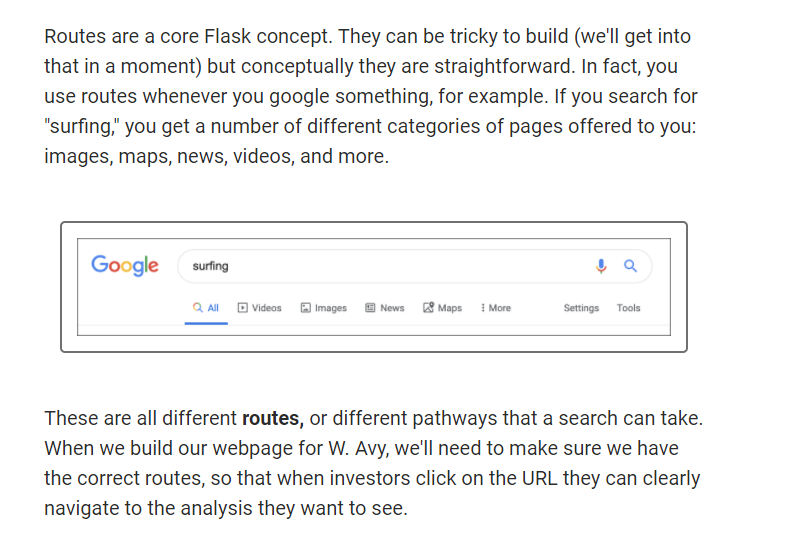 Routes are a core Flask concept. They can be tricky to build (we'll get into
that in a moment) but conceptually they are straightforward. In fact, you
use routes whenever you google something, for example. If you search for
"surfing," you get a number of different categories of pages offered to you:
images, maps, news, videos, and more.
Google surfing
All Videos Images News Maps More Settings Tools
These are all different routes, or different pathways that a search can take.
When we build our webpage for W. Avy, we'll need to make sure we have
the correct routes, so that when investors click on the URL they can clearly
navigate to the analysis they want to see.